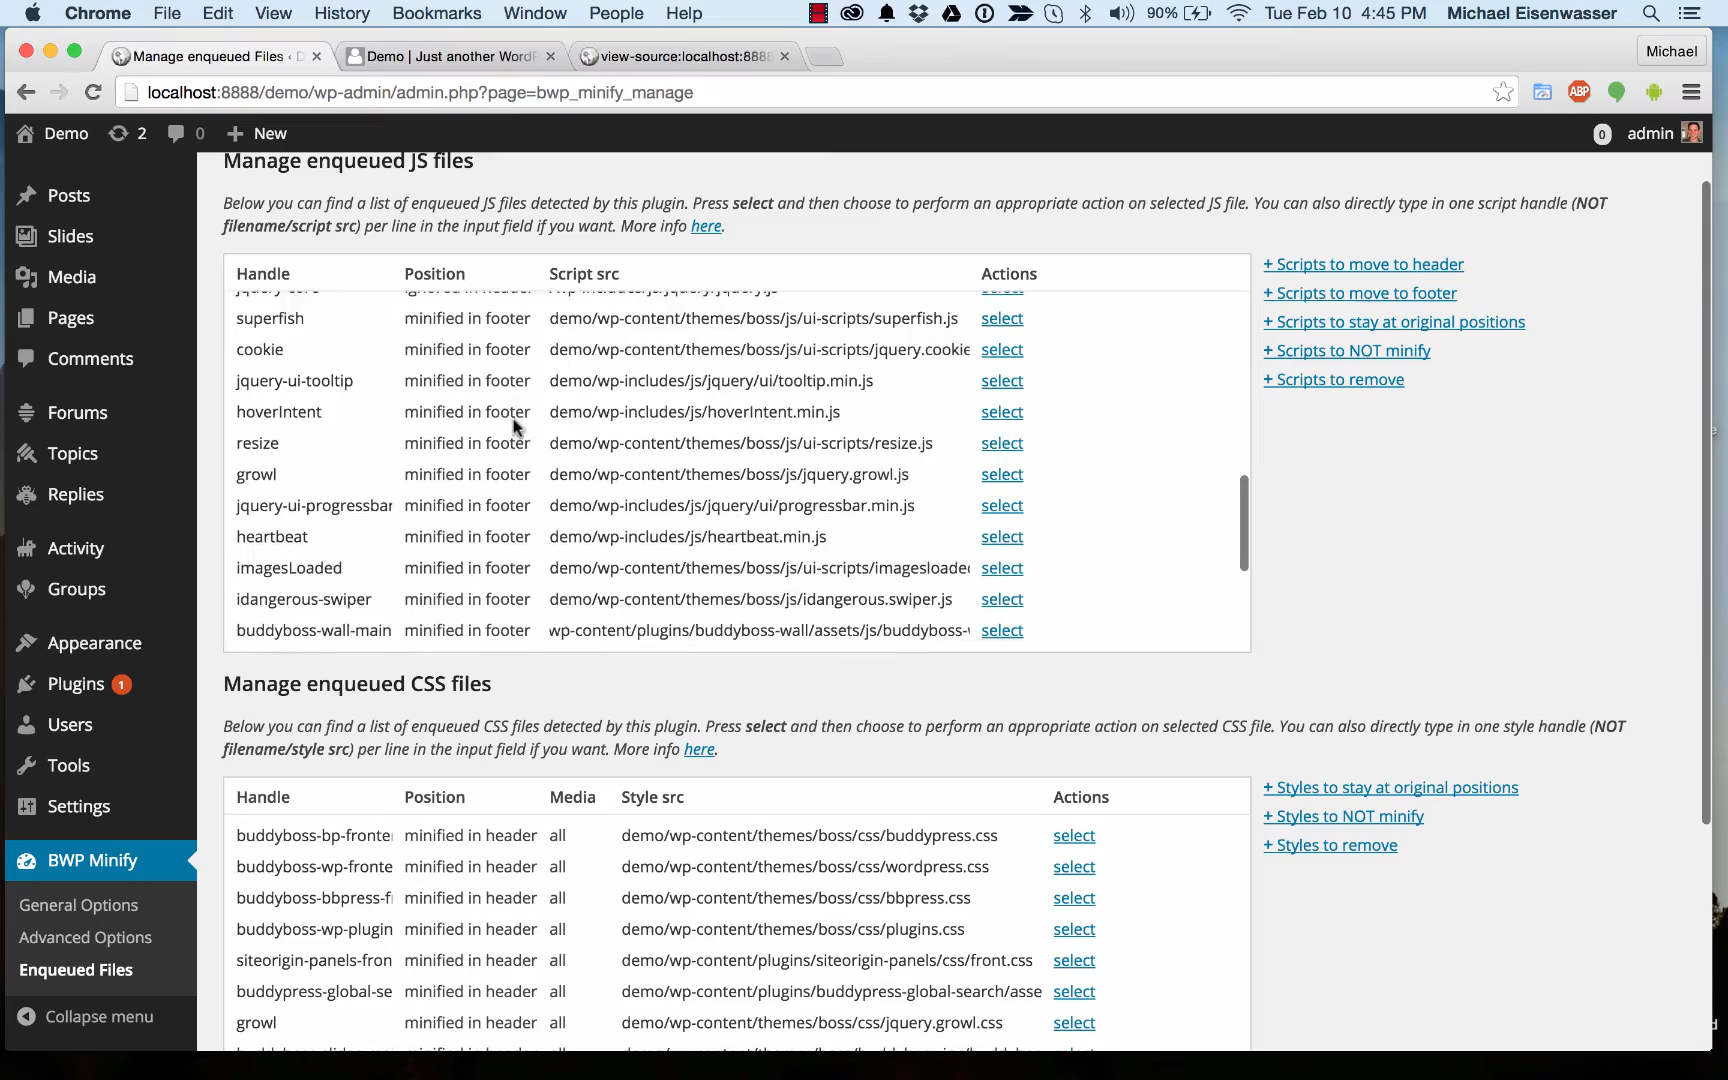 Chrome File Edit View History Bookmarks Window People Help 90% Tue Feb 10 4:45 PM Michael Eisenwasser
Manage enqueued Files ‹ D
Demo | Just another WordP
view-source:localhost:8888
Michael
localhost:8888/demo/wp-admin/admin.php?page=bwp_minify_manage
ABP
Demo 2 0 New 0 admin
Posts
Slides
Media
Pages
Comments
Forums
Topics
Replies
Activity
Groups
Appearance
Plugins 1
Users
Tools
Settings
BWP Minify
General Options
Advanced Options
Enqueued Files
Collapse menu
Manage enqueued JS files
Below you can find a list of enqueued JS files detected by this plugin. Press select and then choose to perform an appropriate action on selected JS file. You can also directly type in one script handle (NOT
filename/script src) per line in the input field if you want. More info here.
Handle Position Script src Actions
superfish minified in footer demo/wp-content/themes/boss/js/ui-scripts/superfish.js select
cookie minified in footer demo/wp-content/themes/boss/js/ui-scripts/jquery.cookie select
jquery-ui-tooltip minified in footer demo/wp-includes/js/jquery/ui/tooltip.min.js select
hoverIntent minified in footer demo/wp-includes/js/hoverIntent.min.js select
resize minified in footer demo/wp-content/themes/boss/js/ui-scripts/resize.js select
growl minified in footer demo/wp-content/themes/boss/js/jquery.growl.js select
jquery-ui-progressbar minified in footer demo/wp-includes/js/jquery/ui/progressbar.min.js select
heartbeat minified in footer demo/wp-includes/js/heartbeat.min.js select
imagesLoaded minified in footer demo/wp-content/themes/boss/js/ui-scripts/imagesloaded select
idangerous-swiper minified in footer demo/wp-content/themes/boss/js/idangerous.swiper.js select
buddyboss-wall-main minified in footer wp-content/plugins/buddyboss-wall/assets/js/buddyboss- select
+ Scripts to move to header
+ Scripts to move to footer
+ Scripts to stay at original positions
+ Scripts to NOT minify
+ Scripts to remove
Manage enqueued CSS files
Below you can find a list of enqueued CSS files detected by this plugin. Press select and then choose to perform an appropriate action on selected CSS file. You can also directly type in one style handle (NOT
filename/style src) per line in the input field if you want. More info here.
Handle Position Media Style src Actions
buddyboss-bp-fronte minified in header all demo/wp-content/themes/boss/css/buddypress.css select
buddyboss-wp-fronte minified in header all demo/wp-content/themes/boss/css/wordpress.css select
buddyboss-bbpress-f minified in header all demo/wp-content/themes/boss/css/bbpress.css select
buddyboss-wp-plugin minified in header all demo/wp-content/themes/boss/css/plugins.css select
siteorigin-panels-fron minified in header all demo/wp-content/plugins/siteorigin-panels/css/front.css select
buddypress-global-se minified in header all demo/wp-content/plugins/buddypress-global-search/asse select
growl minified in header all demo/wp-content/themes/boss/css/jquery.growl.css select
+ Styles to stay at original positions
+ Styles to NOT minify
+ Styles to remove